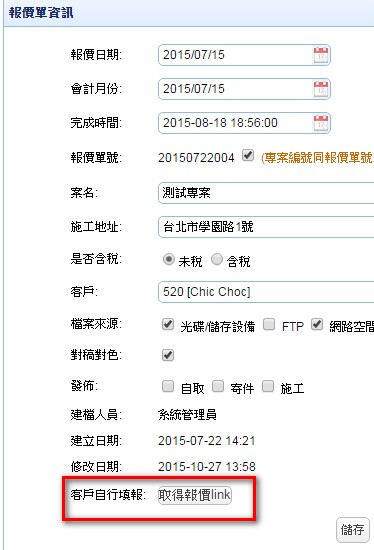 報價單資訊
報價日期: 2015/07/15
會計月份: 2015/07/15
完成時間: 2015-08-18 18:56:00
報價單號: 20150722004 (專案編號同報價單號
案名: 測試專案
施工地址: 台北市學園路1號
是否含稅: 未稅 含稅
客戶: 520 [Chic Choc]
檔案來源: 光碟/儲存設備 FTP 網路空間
對稿對色:
發佈: 自取 寄件 施工
建檔人員: 系統管理員
建立日期: 2015-07-22 14:21
修改日期: 2015-10-27 13:58
客戶自行填報: 取得報價link
儲存